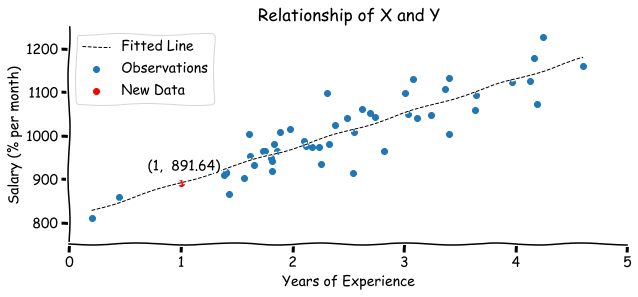 Relationship of X and Y
Fitted Line
Observations
New Data
Salary (% per month)
1200
1100
1000
900
800
(1, 891.64)
0 1 2 3 4 5
Years of Experience